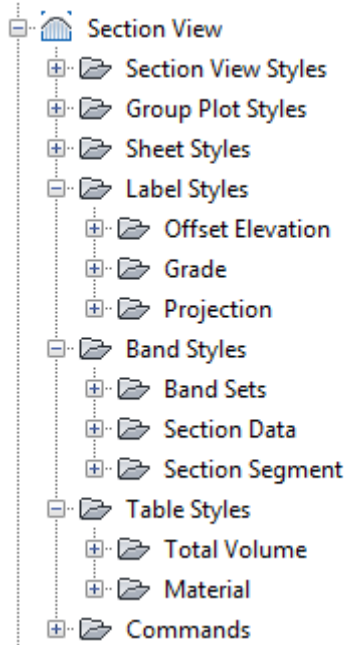 Section View
Section View Styles
Group Plot Styles
Sheet Styles
Label Styles
Offset Elevation
Grade
Projection
Band Styles
Band Sets
Section Data
Section Segment
Table Styles
Total Volume
Material
Commands